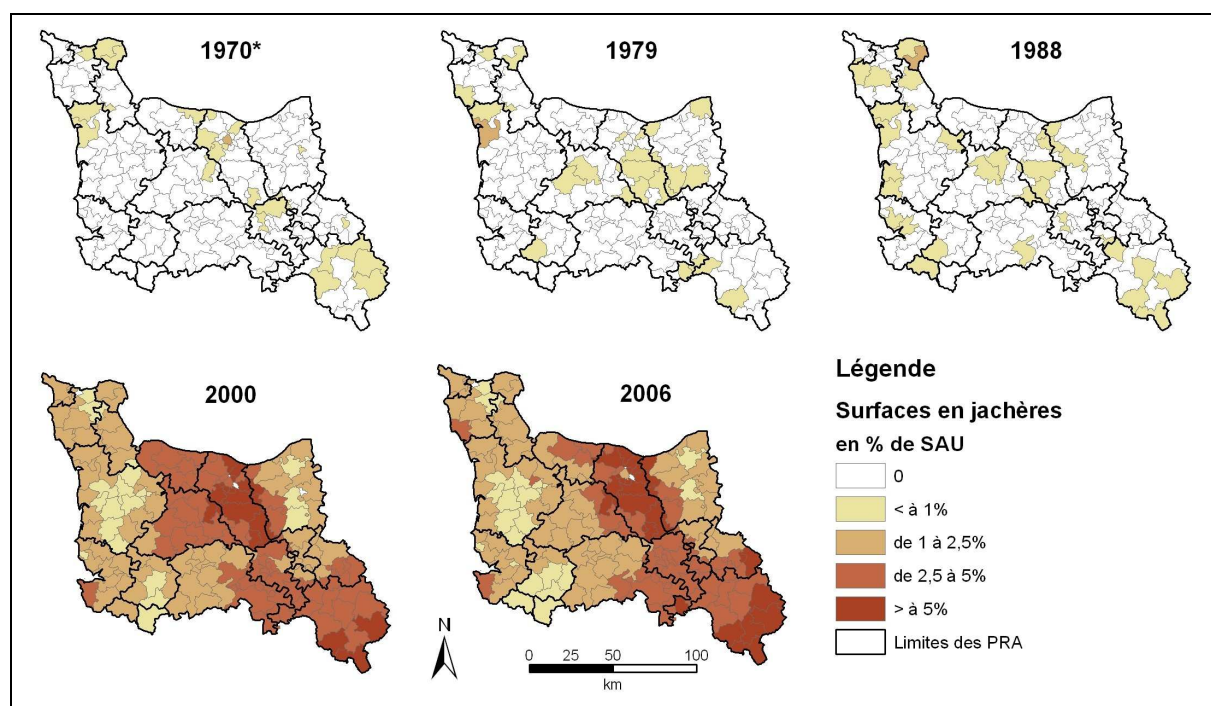 1970*
1979
1988
2000
2006
Légende
Surfaces en jachères
en % de SAU
0
< à 1%
de 1 à 2,5%
de 2,5 à 5%
> à 5%
Limites des PRA
N
0 25 50 100
km